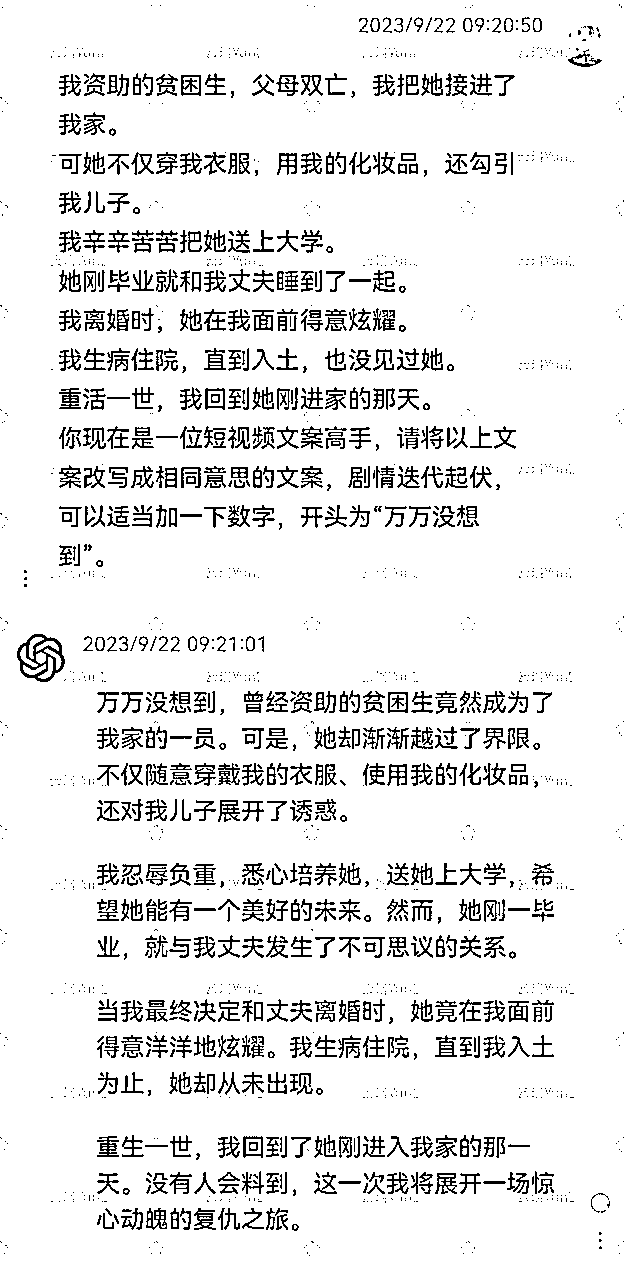 2023/9/22 09:20:50
我资助的贫困生，父母双亡，我把她接进了
我家。
可她不仅穿我衣服，用我的化妆品，还勾引
我儿子。
我辛辛苦苦把她送上大学。
她刚毕业就和我丈夫睡到了一起。
我离婚时，她在我面前得意炫耀。
我生病住院，直到入土，也没见过她。
重活一世，我回到她刚进家的那天。
你现在是一位短视频文案高手，请将以上文
案改写成相同意思的文案，剧情迭代起伏，
可以适当加一下数字，开头为“万万没想
到”。
2023/9/22 09:21:01
万万没想到，曾经资助的贫困生竟然成为了
我家的一员。可是，她却渐渐越过了界限。
不仅随意穿戴我的衣服、使用我的化妆品，
还对我儿子展开了诱惑。
我忍辱负重，悉心培养她，送她上大学，希
望她能有一个美好的未来。然而，她刚一毕
业，就与我丈夫发生了不可思议的关系。
当我最终决定和丈夫离婚时，她竟在我面前
得意洋洋地炫耀。我生病住院，直到我入土
为止，她却从未出现。
重生一世，我回到了她刚进入我家的那一
天。没有人会料到，这一次我将展开一场惊
心动魄的复仇之旅。